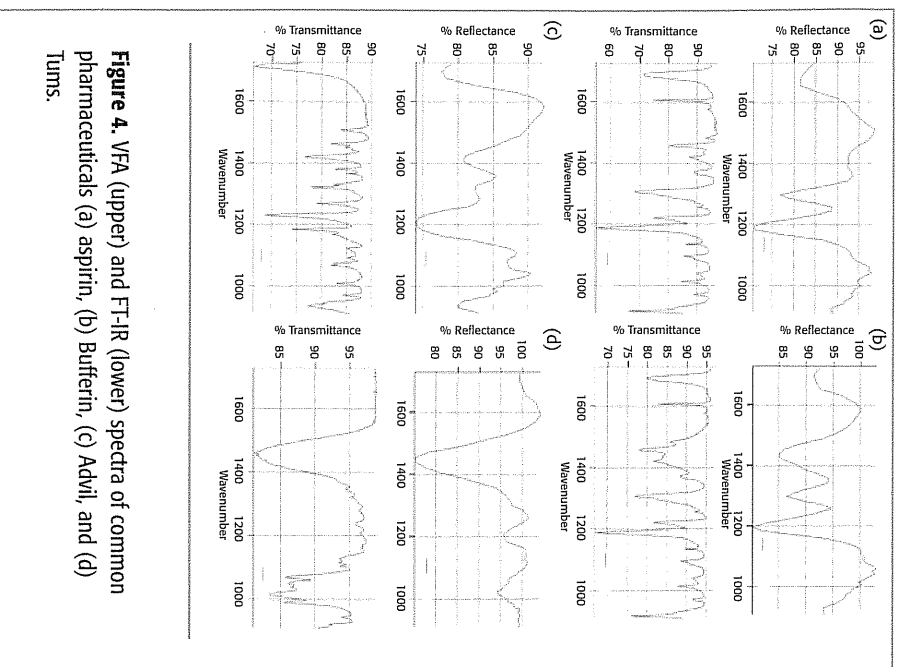 (a)
% Reflectance
95
90
85
80
75
1600 1400 1200 1000
Wavenumber
% Transmittance
90
80
70
60
1600 1400 1200 1000
Wavenumber
(b)
% Reflectance
100
95
90
85
1600 1400 1200 1000
Wavenumber
% Transmittance
95
90
85
80
75
70
1600 1400 1200 1000
Wavenumber
(c)
% Reflectance
90
85
80
75
1600 1400 1200 1000
Wavenumber
% Transmittance
90
85
80
75
70
1600 1400 1200 1000
Wavenumber
(d)
% Reflectance
100
95
90
85
80
1600 1400 1200 1000
Wavenumber
% Transmittance
95
90
85
1600 1400 1200 1000
Wavenumber
Figure 4. VFA (upper) and FT-IR (lower) spectra of common
pharmaceuticals (a) aspirin, (b) Bufferin, (c) Advil, and (d)
Tums.